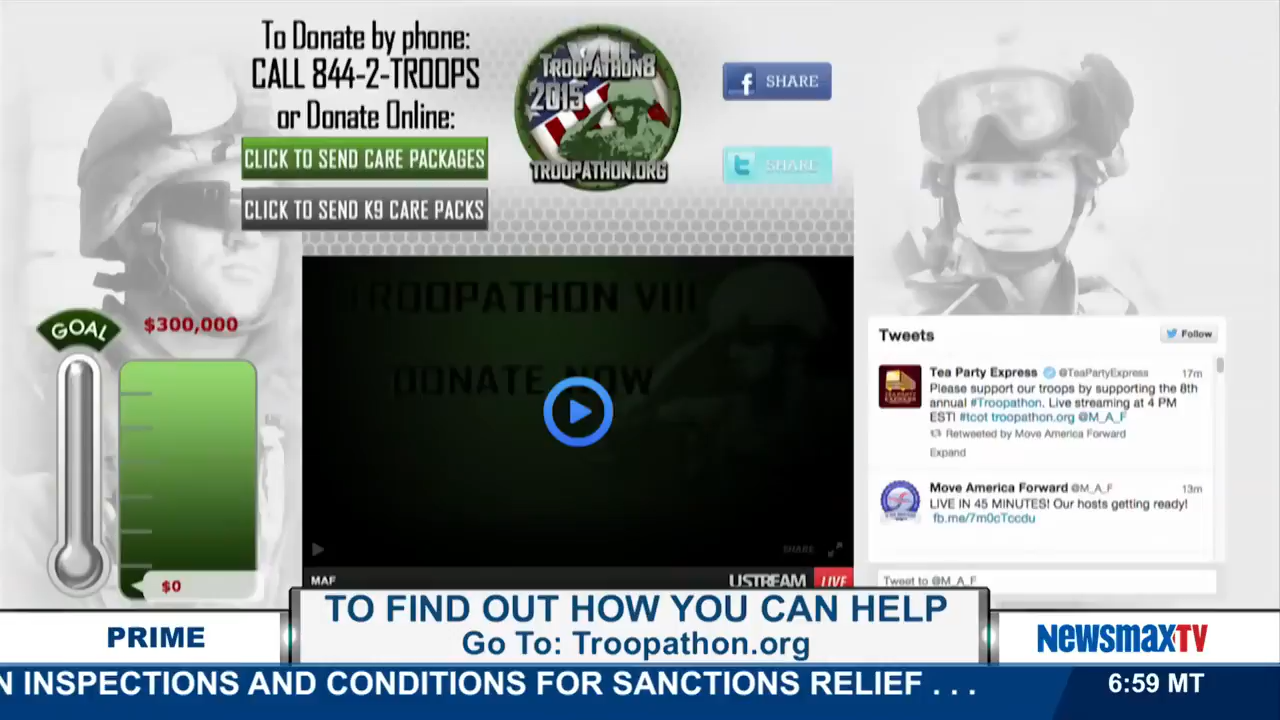 To Donate by phone:
CALL 844-2-TROOPS
or Donate Online:
CLICK TO SEND CARE PACKAGES
CLICK TO SEND K9 CARE PACKS
VIII
TROOPATHON8
2015
TROOPATHON.ORG
f SHARE
SHARE
GOAL
$300,000
$0
TROOPATHON VIII
DONATE NOW
SHARE
MAF
USTREAM
LIVE
Tweets
Follow
Tea Party Express @TeaPartyExpress 17m
TEA PARTY EXPRESS
Please support our troops by supporting the 8th
annual #Troopathon. Live streaming at 4 PM
EST! #tcot troopathon.org @M_A_F
Retweeted by Move America Forward
Expand
Move America Forward @M_A_F 13m
LIVE IN 45 MINUTES! Our hosts getting ready!
fb.me/7m0cTccdu
Tweet to @M_A_F
TO FIND OUT HOW YOU CAN HELP
Go To: Troopathon.org
PRIME
NEWSMAXTV
N INSPECTIONS AND CONDITIONS FOR SANCTIONS RELIEF . . .
6:59 MT